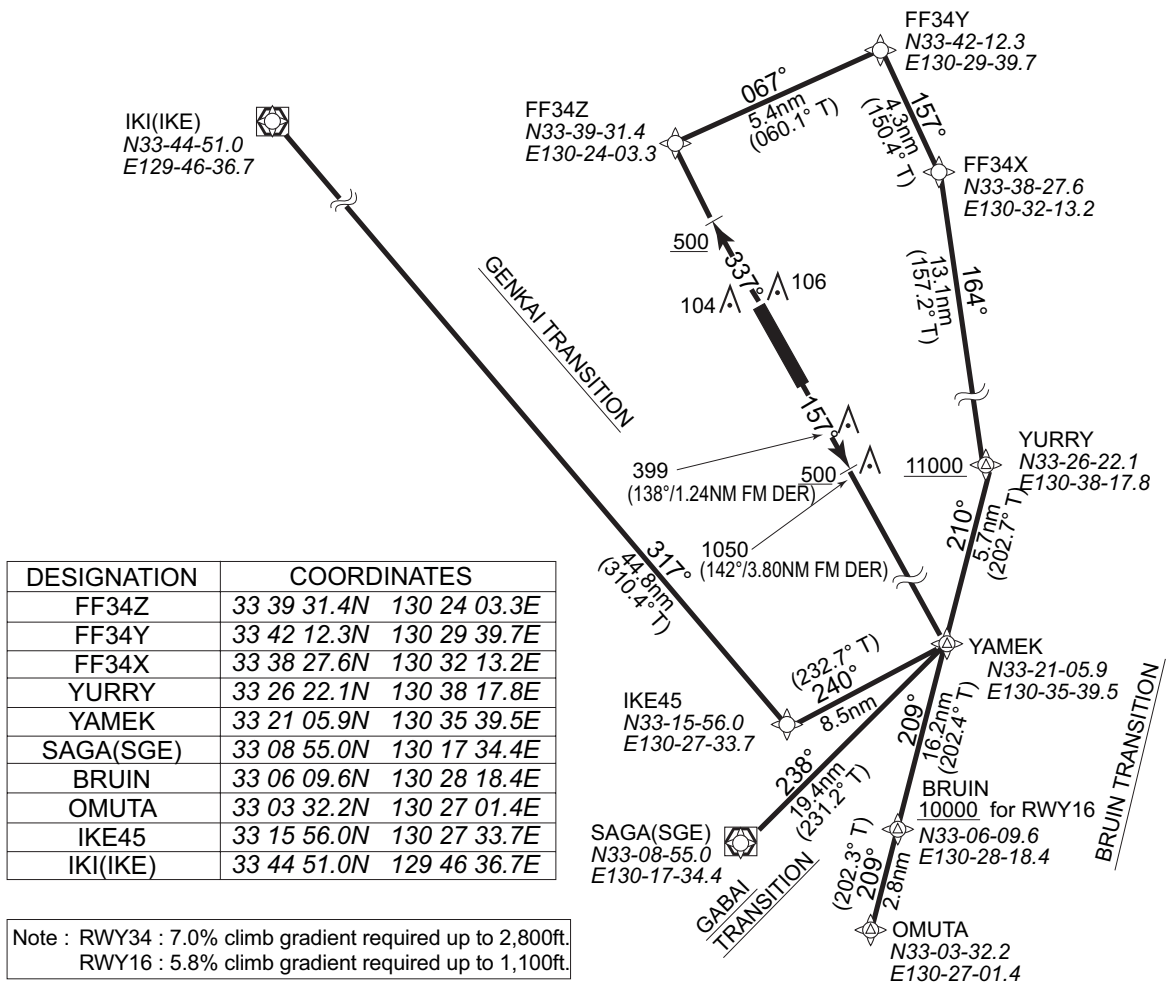 FF34Y
N33-42-12.3
E130-29-39.7
067°
5.4nm
(060.1° T)
157°
4.3nm
(150.4° T)
IKI(IKE)
N33-44-51.0
E129-46-36.7
FF34Z
N33-39-31.4
E130-24-03.3
FF34X
N33-38-27.6
E130-32-13.2
500
337°
104
106
GENKAI TRANSITION
164°
13.1nm
(157.2° T)
157°
399
(138°/1.24NM FM DER)
500
1050
(142°/3.80NM FM DER)
11000
YURRY
N33-26-22.1
E130-38-17.8
210°
5.7nm
(202.7° T)
317°
44.8nm
(310.4° T)
YAMEK
N33-21-05.9
E130-35-39.5
(232.7° T)
240°
8.5nm
IKE45
N33-15-56.0
E130-27-33.7
209°
16.2nm
(202.4° T)
BRUIN TRANSITION
238°
19.4nm
(231.2° T)
SAGA(SGE)
N33-08-55.0
E130-17-34.4
GABAI
TRANSITION
BRUIN
10000 for RWY16
N33-06-09.6
E130-28-18.4
(202.3° T)
209°
2.8nm
OMUTA
N33-03-32.2
E130-27-01.4
DESIGNATION COORDINATES
FF34Z 33 39 31.4N 130 24 03.3E
FF34Y 33 42 12.3N 130 29 39.7E
FF34X 33 38 27.6N 130 32 13.2E
YURRY 33 26 22.1N 130 38 17.8E
YAMEK 33 21 05.9N 130 35 39.5E
SAGA(SGE) 33 08 55.0N 130 17 34.4E
BRUIN 33 06 09.6N 130 28 18.4E
OMUTA 33 03 32.2N 130 27 01.4E
IKE45 33 15 56.0N 130 27 33.7E
IKI(IKE) 33 44 51.0N 129 46 36.7E
Note : RWY34 : 7.0% climb gradient required up to 2,800ft.
RWY16 : 5.8% climb gradient required up to 1,100ft.